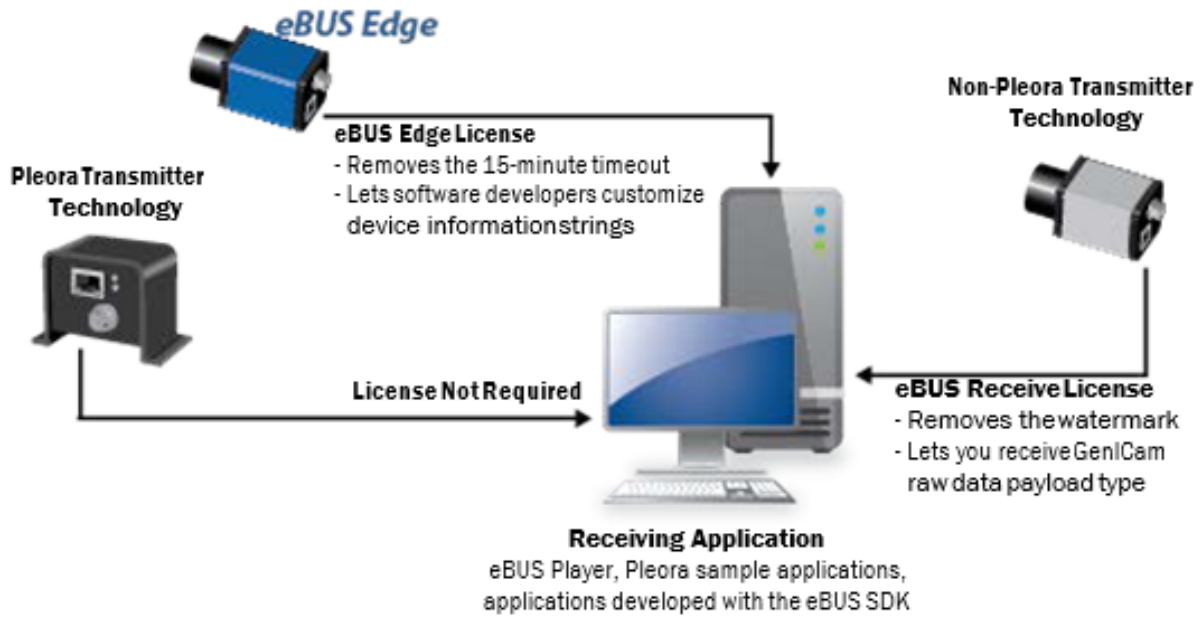 eBUS Edge
Non-Pleora Transmitter
Technology
eBUS Edge License
- Removes the 15-minute timeout
- Lets software developers customize
device information strings
Pleora Transmitter
Technology
License Not Required
eBUS Receive License
- Removes the watermark
- Lets you receive GenICam
raw data payload type
Receiving Application
eBUS Player, Pleora sample applications,
applications developed with the eBUS SDK